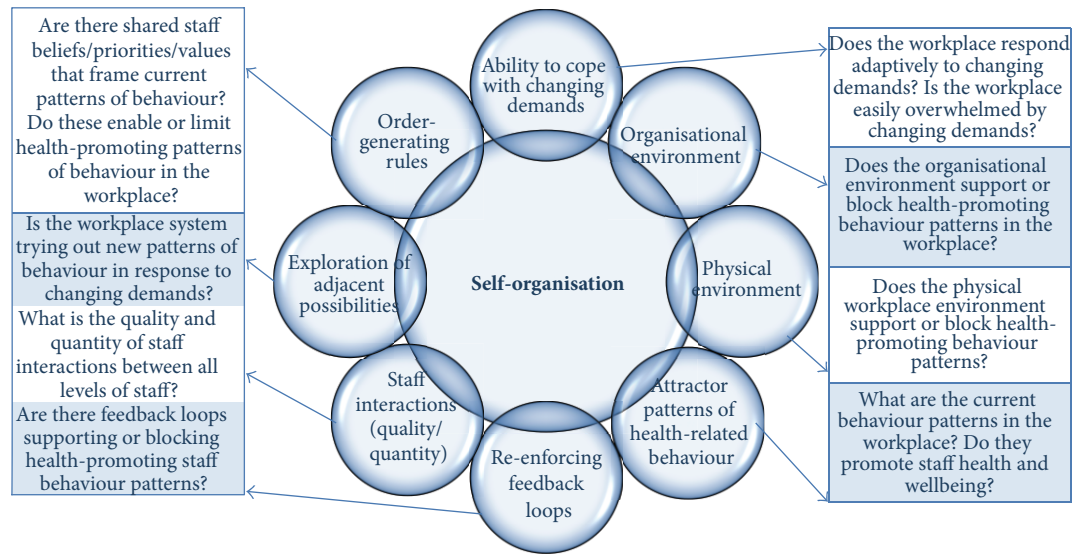 Are there shared staff
beliefs/priorities/values
that frame current
patterns of behaviour?
Do these enable or limit
health-promoting patterns
of behaviour in the
workplace?
Is the workplace system
trying out new patterns of
behaviour in response to
changing demands?
What is the quality and
quantity of staff
interactions between all
levels of staff?
Are there feedback loops
supporting or blocking
health-promoting staff
behaviour patterns?
Ability to cope
with changing
demands
Order-
generating
rules
Organisational
environment
Exploration of
adjacent
possibilities
Self-organisation
Physical
environment
Staff
interactions
(quality/
quantity)
Re-enforcing
feedback
loops
Attractor
patterns of
health-related
behaviour
Does the workplace respond
adaptively to changing
demands? Is the workplace
easily overwhelmed by
changing demands?
Does the organisational
environment support or
block health-promoting
behaviour patterns in the
workplace?
Does the physical
workplace environment
support or block health-
promoting behaviour
patterns?
What are the current
behaviour patterns in the
workplace? Do they
promote staff health and
wellbeing?